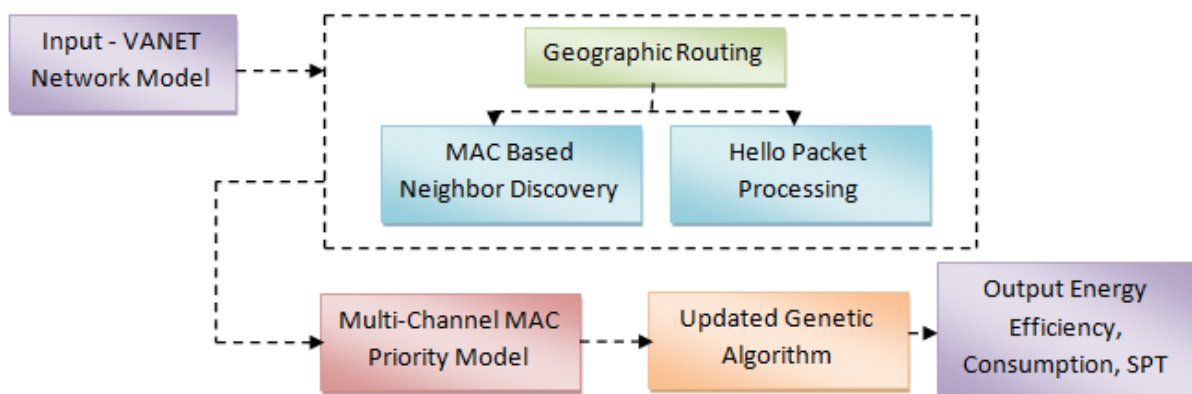 Input - VANET
Network Model
Geographic Routing
MAC Based
Neighbor Discovery
Hello Packet
Processing
Multi-Channel MAC
Priority Model
Updated Genetic
Algorithm
Output Energy
Efficiency,
Consumption, SPT